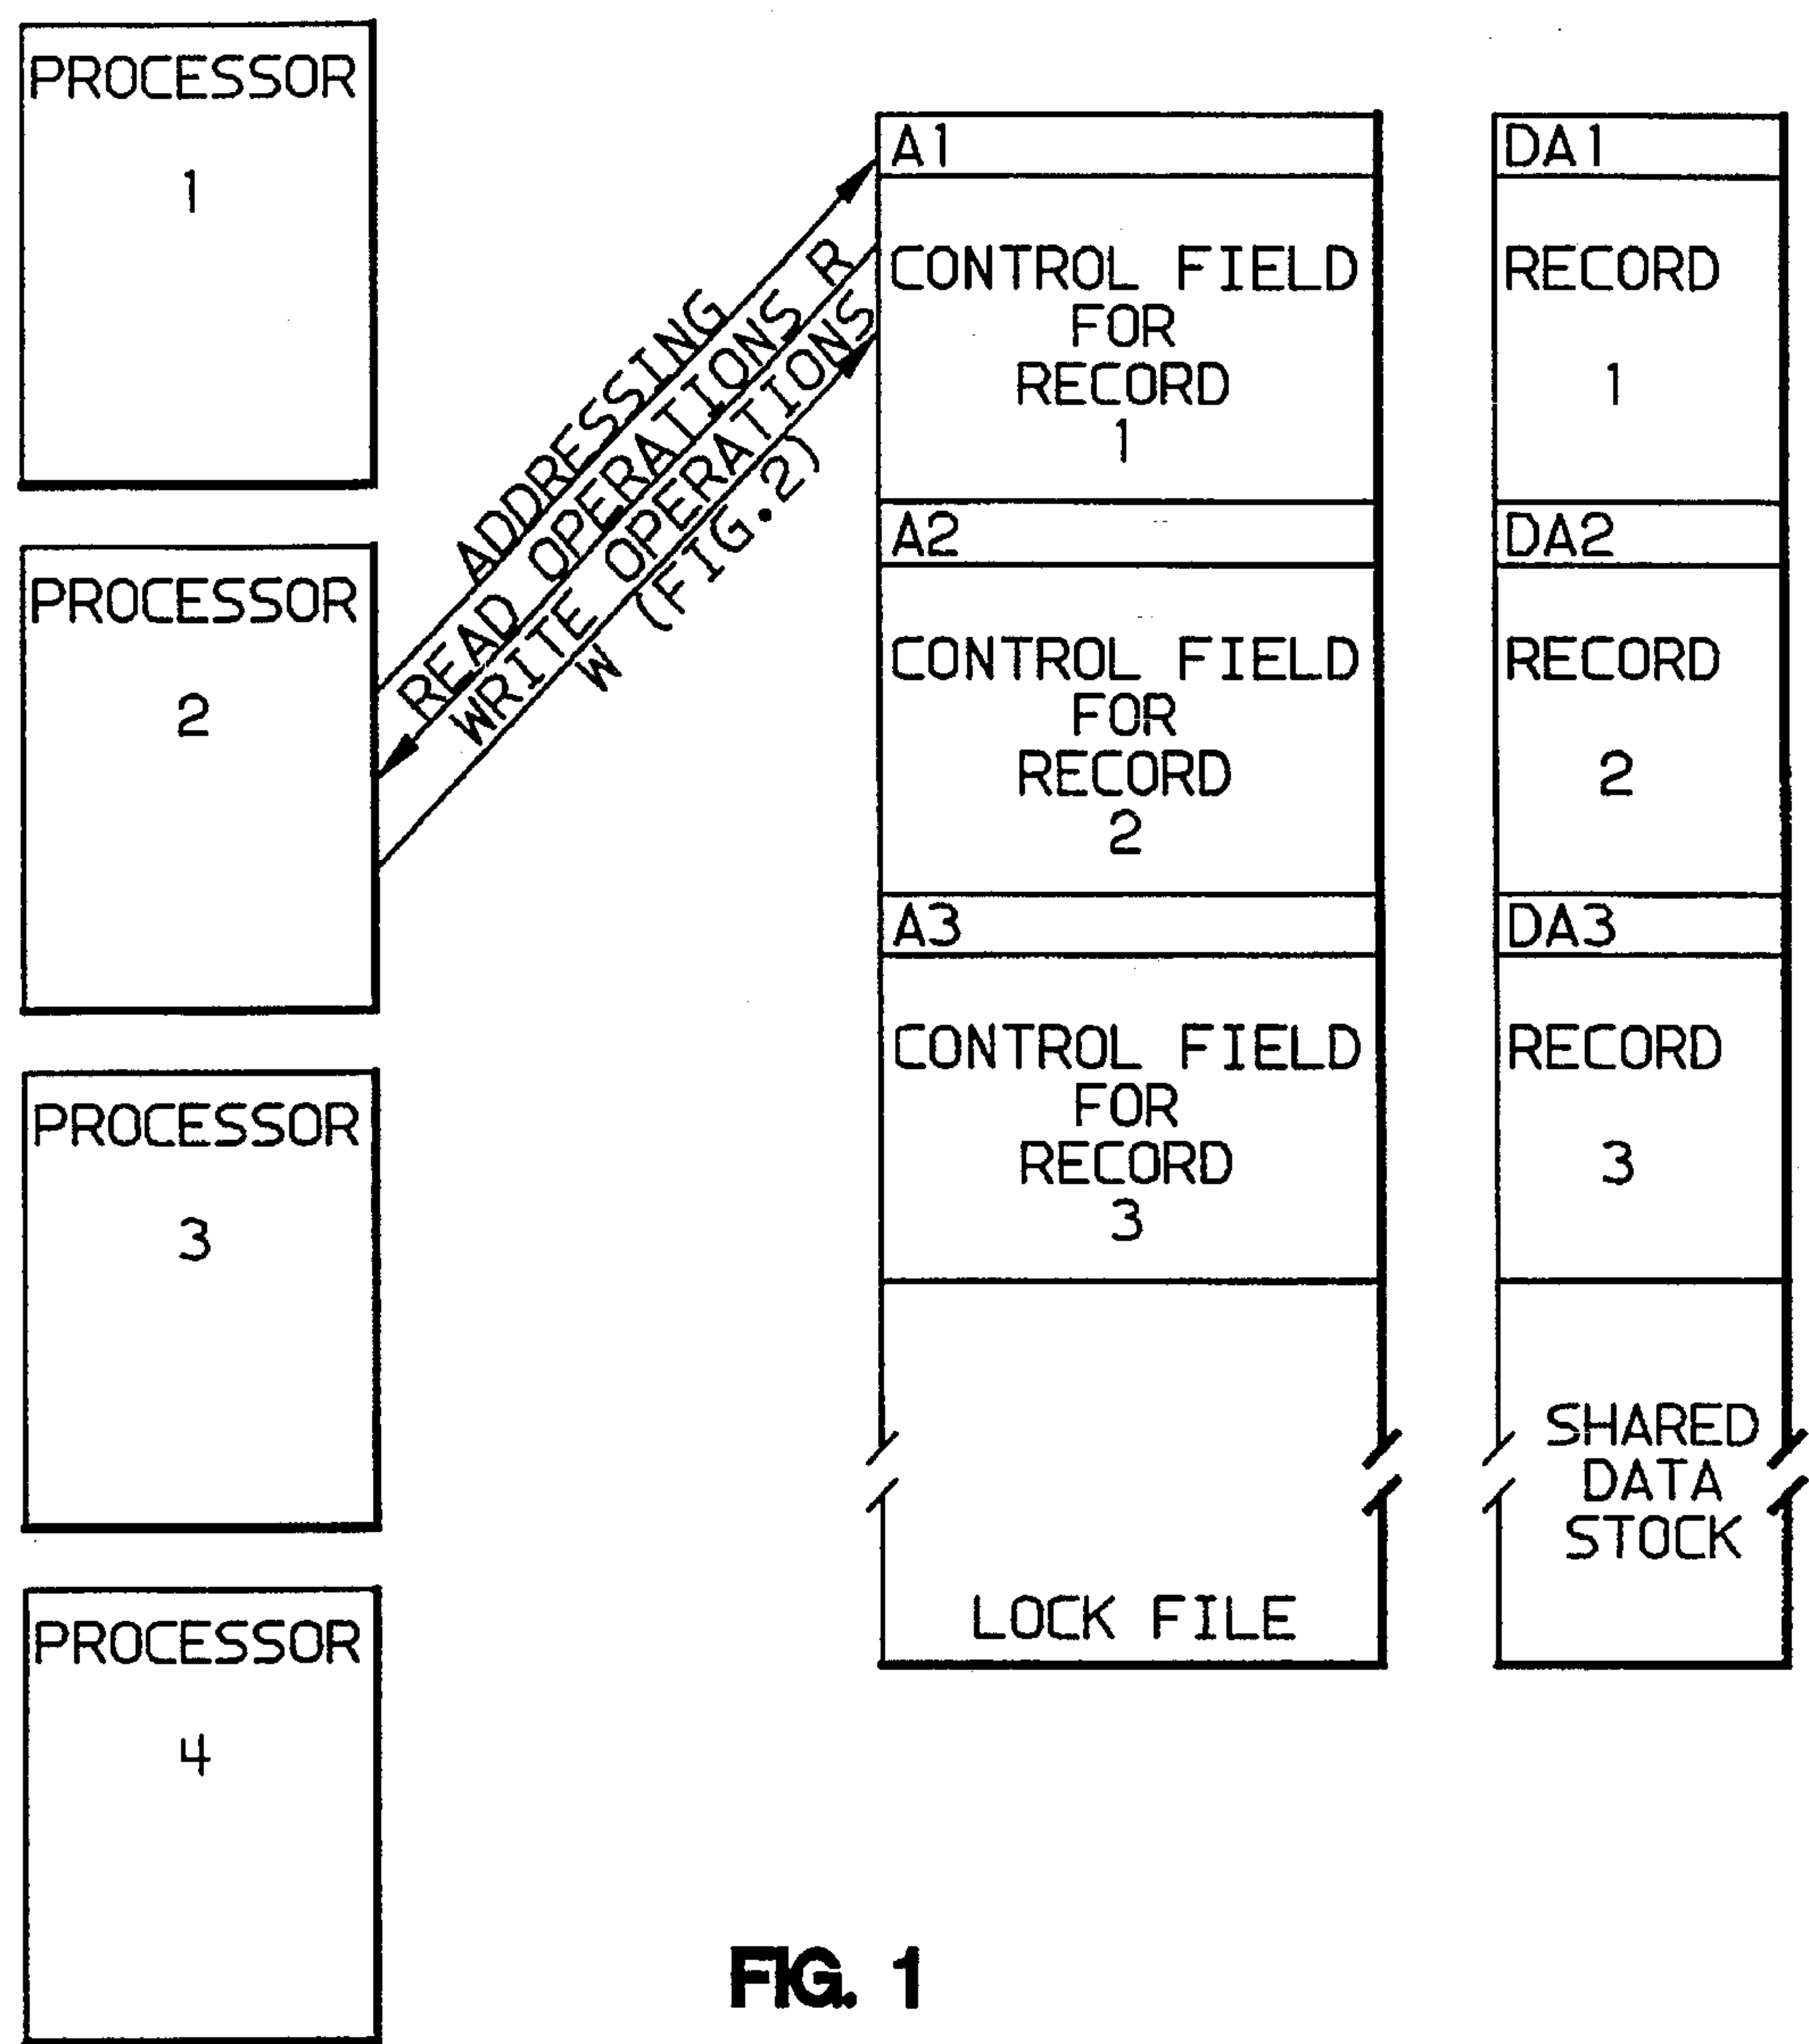 PROCESSOR
1
PROCESSOR
2
PROCESSOR
3
PROCESSOR
4
ADDRESSING
READ OPERATIONS R
WRITE OPERATIONS
W (FIG.2)
A1
CONTROL FIELD
FOR
RECORD
1
A2
CONTROL FIELD
FOR
RECORD
2
A3
CONTROL FIELD
FOR
RECORD
3
LOCK FILE
DA1
RECORD
1
DA2
RECORD
2
DA3
RECORD
3
SHARED
DATA
STOCK
FIG. 1